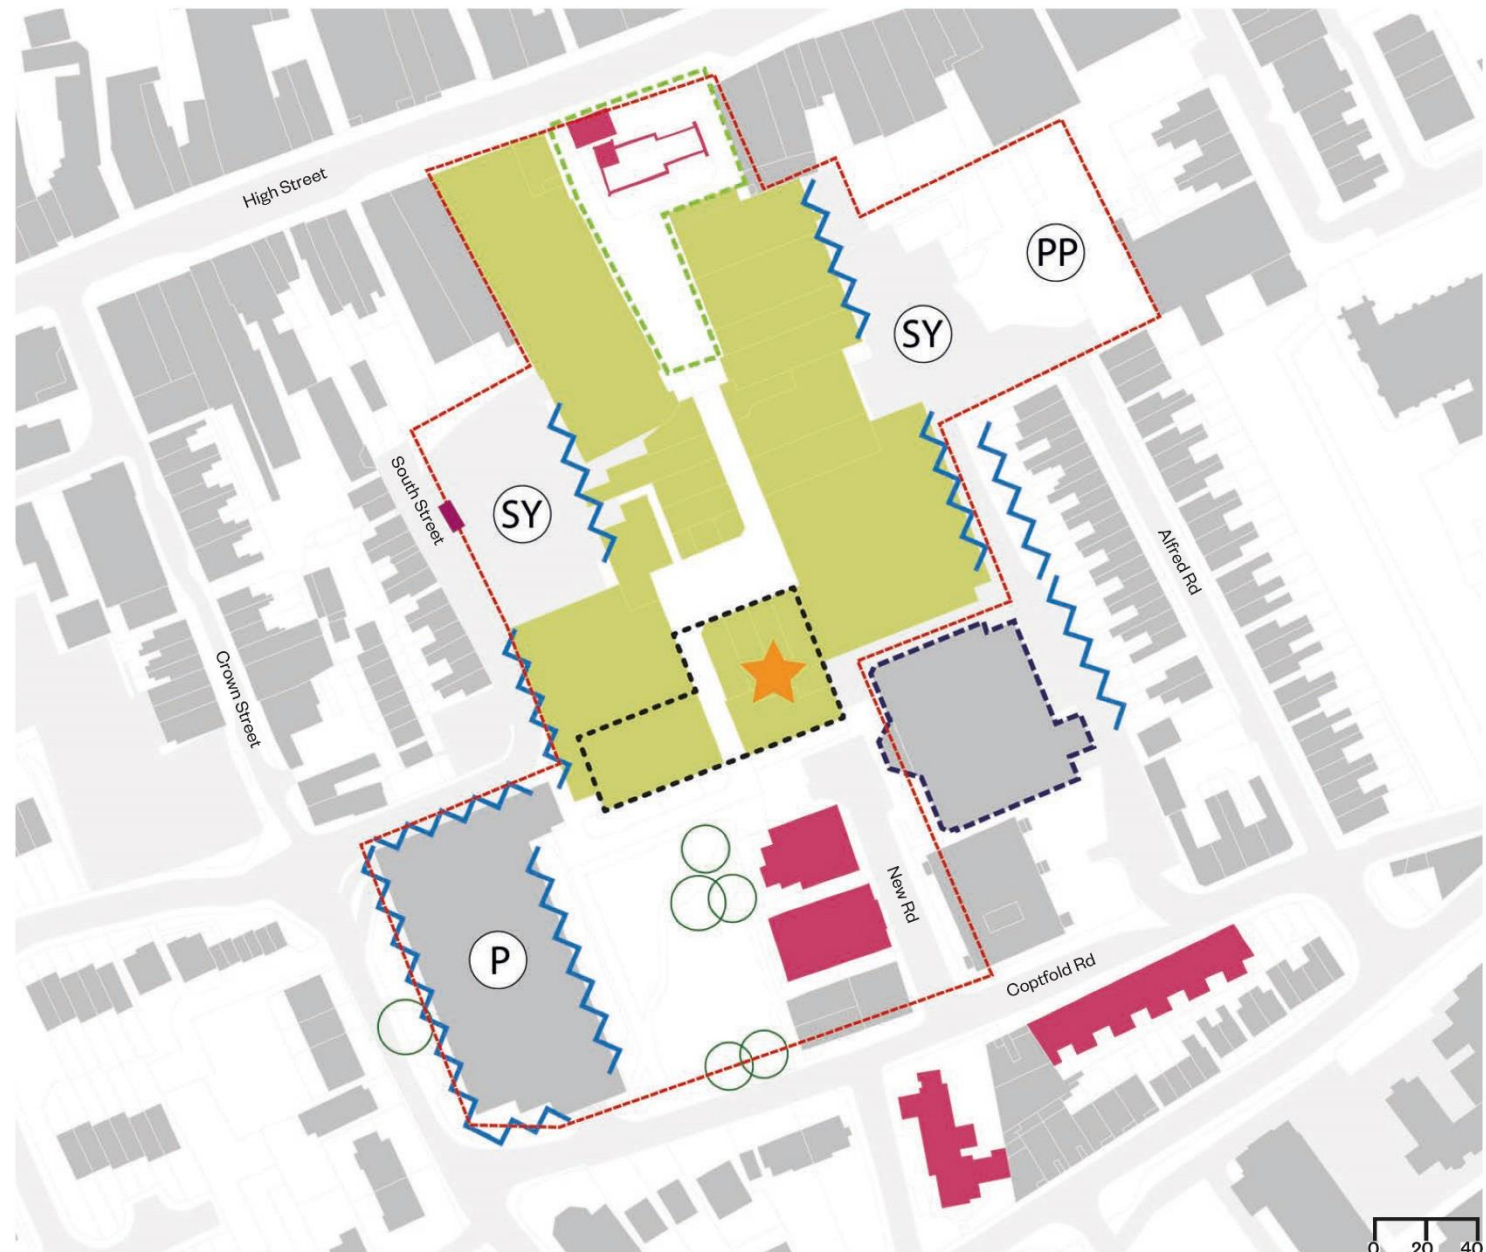 High Street
PP
SY
South Street
SY
Alfred Rd
Crown Street
New Rd
P
Coptfold Rd
0 20 40